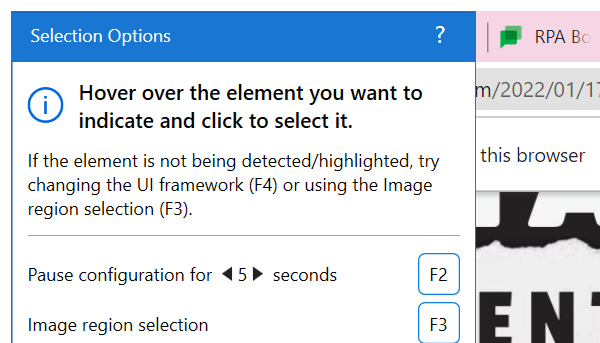 Selection Options ?
RPA Bo
m/2022/01/17
this browser
Hover over the element you want to
indicate and click to select it.
If the element is not being detected/highlighted, try
changing the UI framework (F4) or using the Image
region selection (F3).
Pause configuration for 5 seconds F2
Image region selection F3
ENT